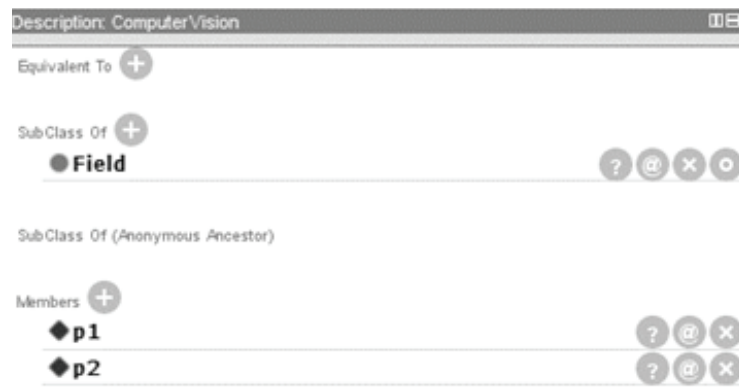 Description: ComputerVision
Equivalent To
SubClass Of
Field
SubClass Of (Anonymous Ancestor)
Members
p1
p2